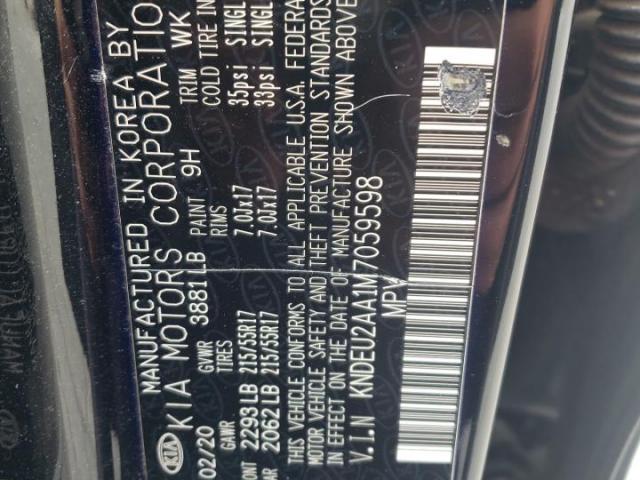 MANUFACTURED IN KOREA BY
KIA KIA MOTORS CORPORATIO
02/20 GVWR 3881LB PAINT 9H TRIM WK
GAWR TIRES RIMS COLD TIRE IN
ONT 2293LB 215/55R17 7.0Jx17 35psi SINGL
AR 2062LB 215/55R17 7.0Jx17 33psi SINGL
THIS VEHICLE CONFORMS TO ALL APPLICABLE U.S.A. FEDERA
MOTOR VEHICLE SAFETY AND THEFT PREVENTION STANDARDS
IN EFFECT ON THE DATE OF MANUFACTURE SHOWN ABOVE
V.I.N KNDEU2AA1M7059598
MPV